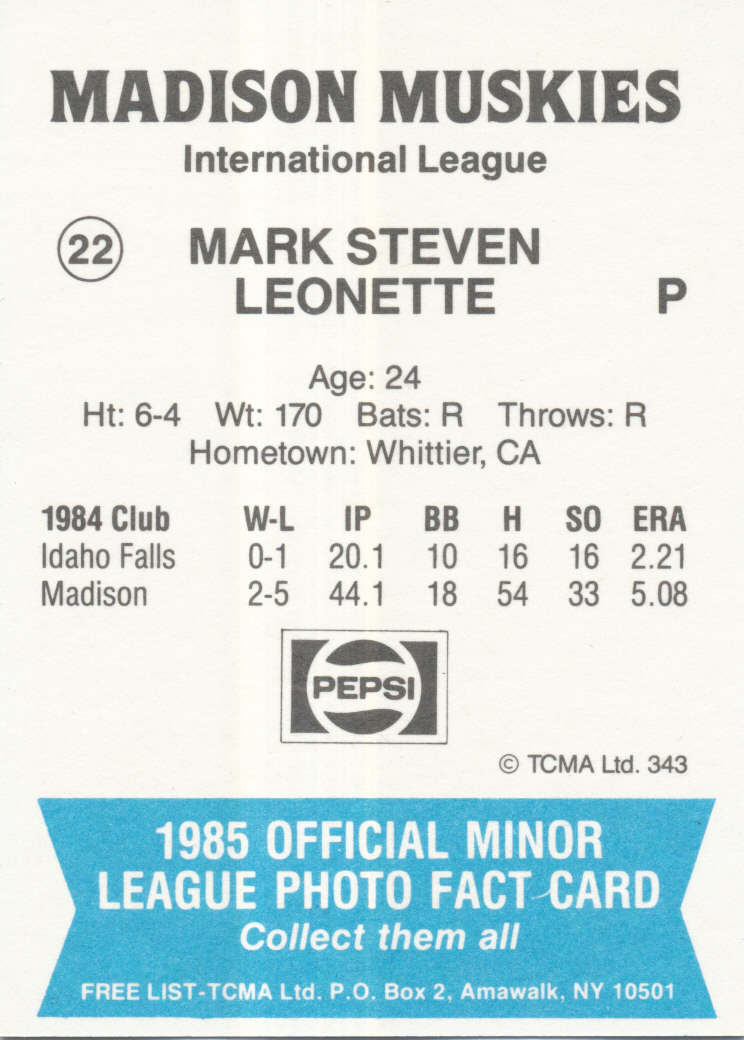 MADISON MUSKIES
International League
22 MARK STEVEN
LEONETTE P
Age: 24
Ht: 6-4 Wt: 170 Bats: R Throws: R
Hometown: Whittier, CA
1984 Club W-L IP BB H SO ERA
Idaho Falls 0-1 20.1 10 16 16 2.21
Madison 2-5 44.1 18 54 33 5.08
PEPSI
© TCMA Ltd. 343
1985 OFFICIAL MINOR
LEAGUE PHOTO FACT CARD
Collect them all
FREE LIST-TCMA Ltd. P.O. Box 2, Amawalk, NY 10501